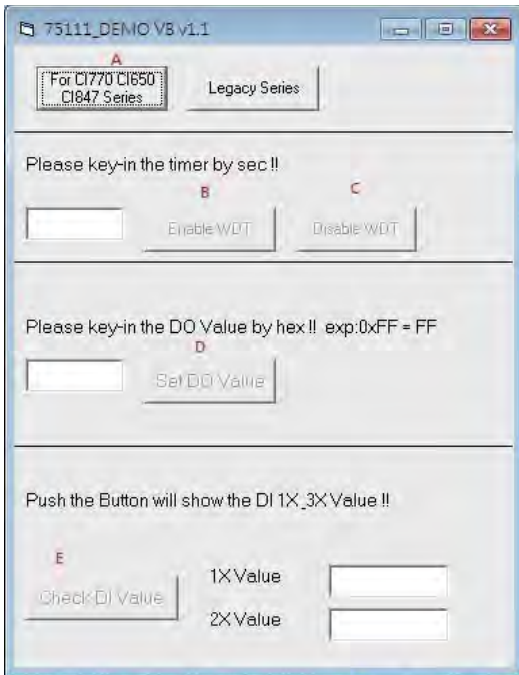 75111_DEMO VB v1.1
A
For CI770 CI650
CI847 Series
Legacy Series
Please key-in the timer by sec !!
B
C
Enable WDT
Disable WDT
Please key-in the DO Value by hex !! exp:0xFF = FF
D
Set DO Value
Push the Button will show the DI 1X_3X Value !!
E
Check DI Value
1X Value
2X Value